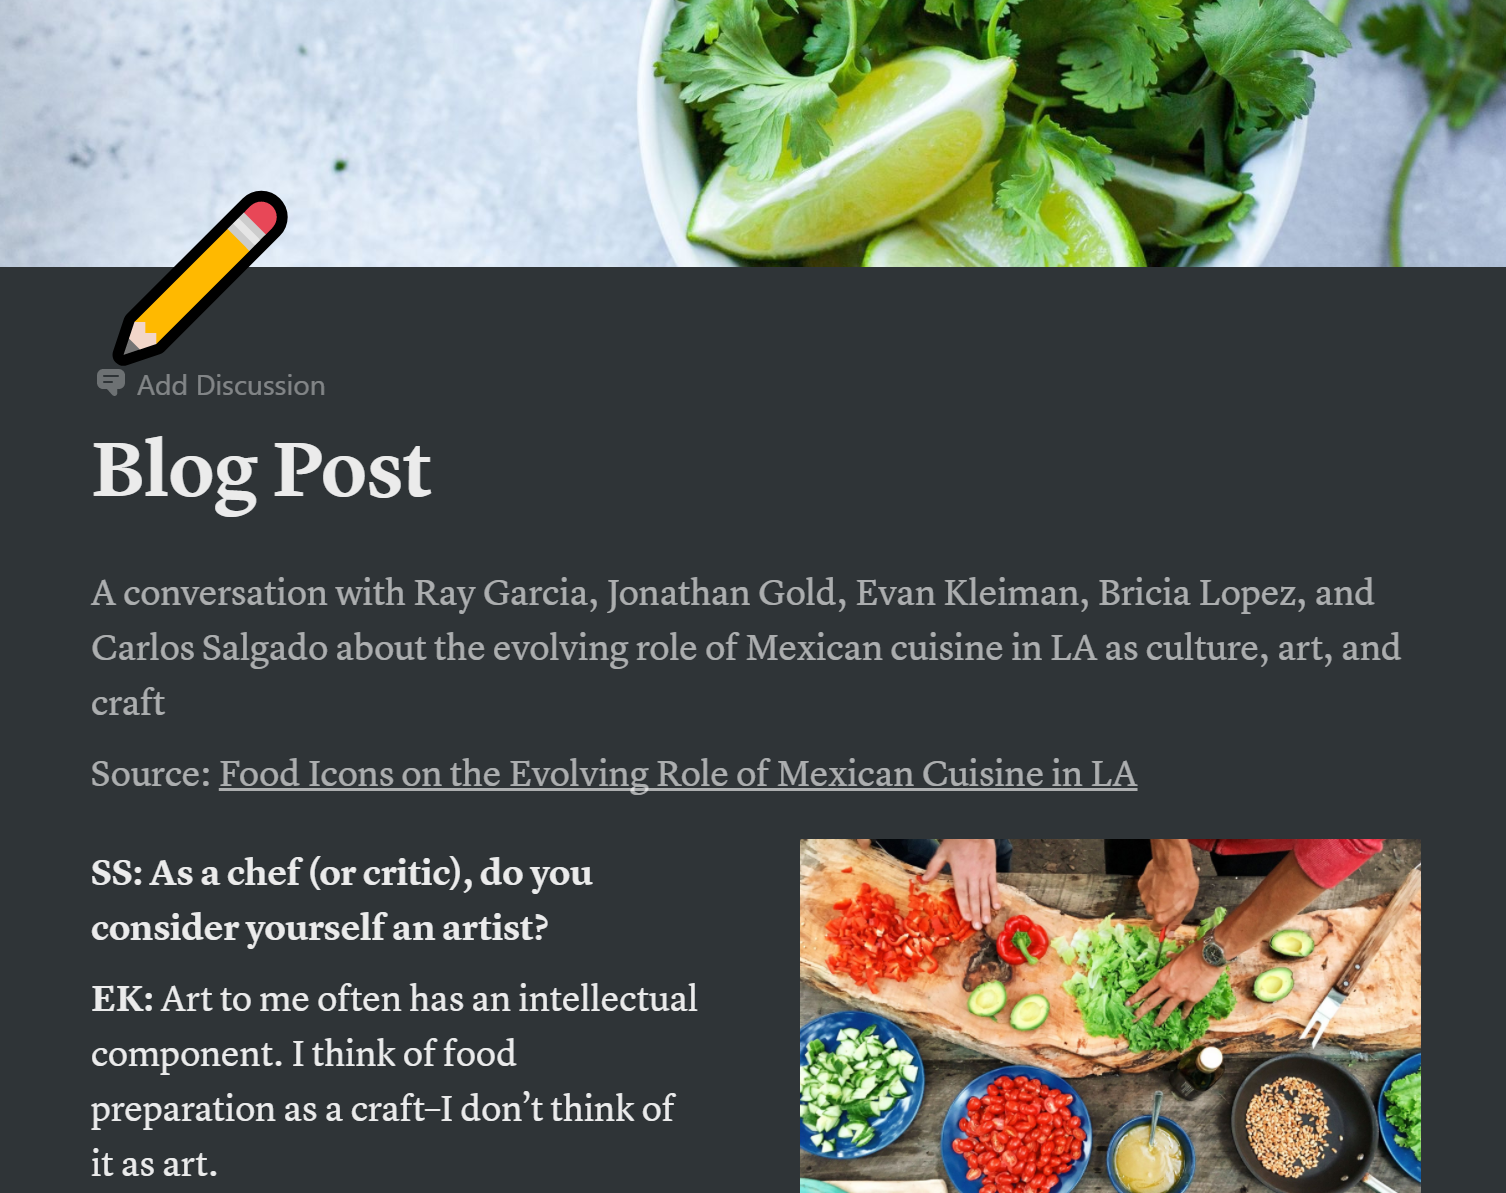 Add Discussion
Blog Post
A conversation with Ray Garcia, Jonathan Gold, Evan Kleiman, Bricia Lopez, and
Carlos Salgado about the evolving role of Mexican cuisine in LA as culture, art, and
craft
Source: Food Icons on the Evolving Role of Mexican Cuisine in LA
SS: As a chef (or critic), do you
consider yourself an artist?
EK: Art to me often has an intellectual
component. I think of food
preparation as a craft–I don’t think of
it as art.